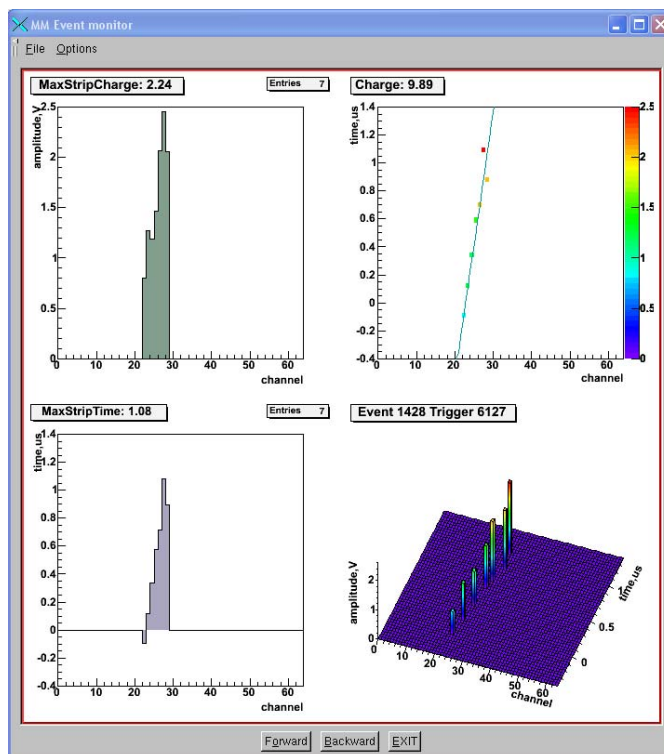 MM Event monitor
File Options
MaxStripCharge: 2.24
Entries 7
amplitude,V
2.5
2
1.5
1
0.5
0
0 10 20 30 40 50 60
channel
Charge: 9.89
time,us
1.4
1.2
1
0.8
0.6
0.4
0.2
0
-0.2
-0.4
0 10 20 30 40 50 60
channel
2.5
2
1.5
1
0.5
0
MaxStripTime: 1.08
Entries 7
time,us
1.4
1.2
1
0.8
0.6
0.4
0.2
0
-0.2
-0.4
0 10 20 30 40 50 60
channel
Event 1428 Trigger 6127
amplitude,V
2
1
0
0 10 20 30 40 50 60
channel
time,us
1
0.5
0
Forward Backward EXIT